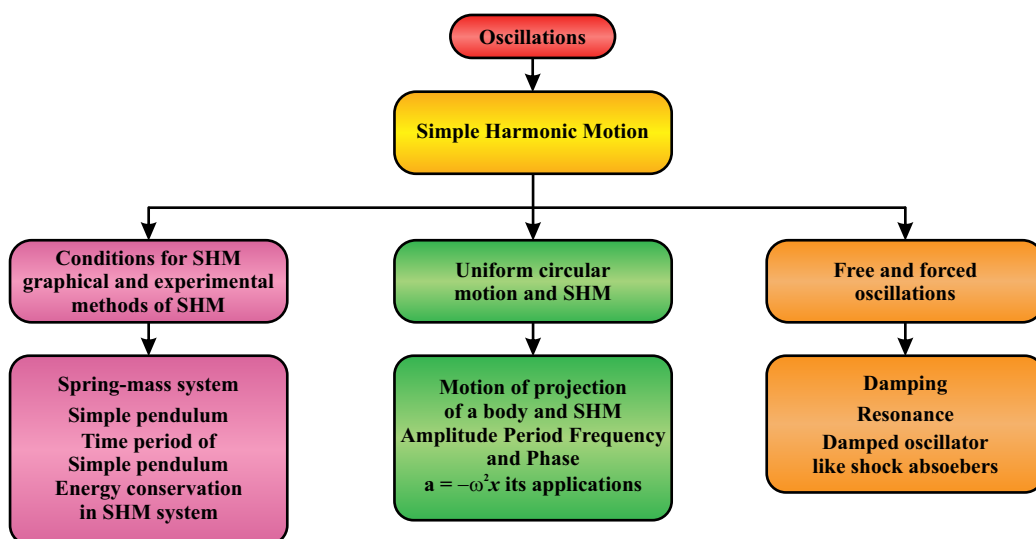 Oscillations
Simple Harmonic Motion
Conditions for SHM
graphical and experimental
methods of SHM
Uniform circular
motion and SHM
Free and forced
oscillations
Spring-mass system
Simple pendulum
Time period of
Simple pendulum
Energy conservation
in SHM system
Motion of projection
of a body and SHM
Amplitude Period Frequency
and Phase
a = −ω²x its applications
Damping
Resonance
Damped oscillator
like shock absoebers